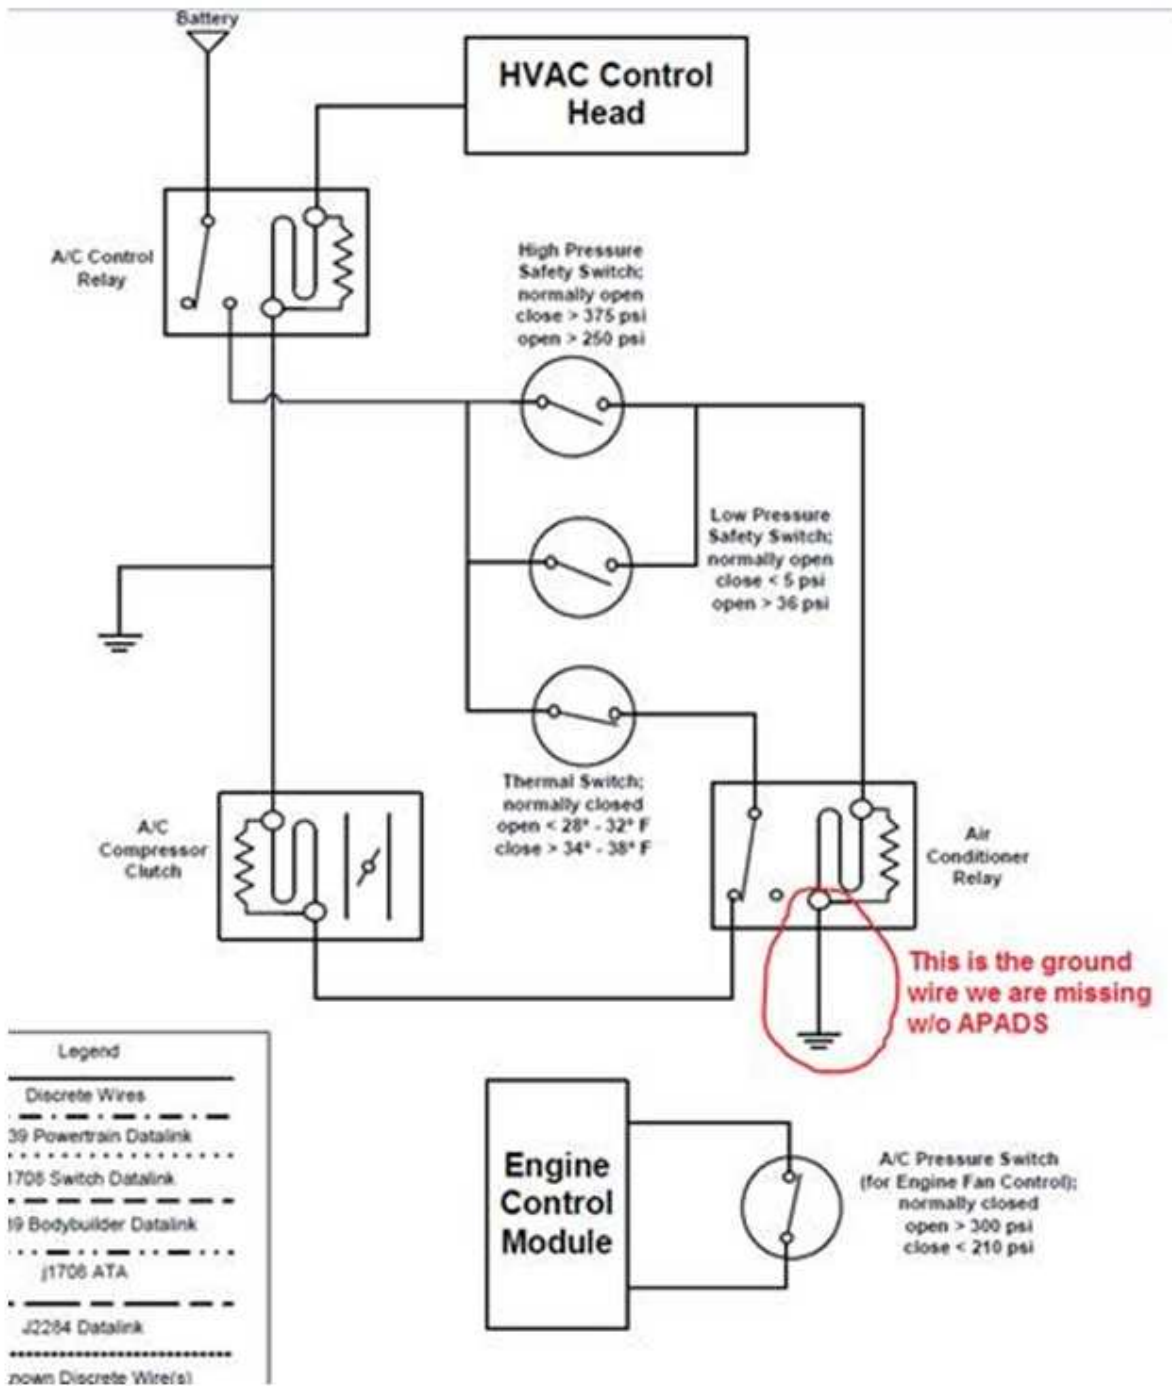 Battery
HVAC Control
Head
A/C Control
Relay
High Pressure
Safety Switch;
normally open
close > 375 psi
open > 250 psi
Low Pressure
Safety Switch;
normally open
close < 5 psi
open > 36 psi
Thermal Switch;
normally closed
open < 28° - 32° F
close > 34° - 38° F
A/C
Compressor
Clutch
Air
Conditioner
Relay
This is the ground
wire we are missing
w/o APADS
Legend
Discrete Wires
39 Powertrain Datalink
1708 Switch Datalink
39 Bodybuilder Datalink
j1708 ATA
J2284 Datalink
nown Discrete Wire(s)
Engine
Control
Module
A/C Pressure Switch
(for Engine Fan Control);
normally closed
open > 300 psi
close < 210 psi